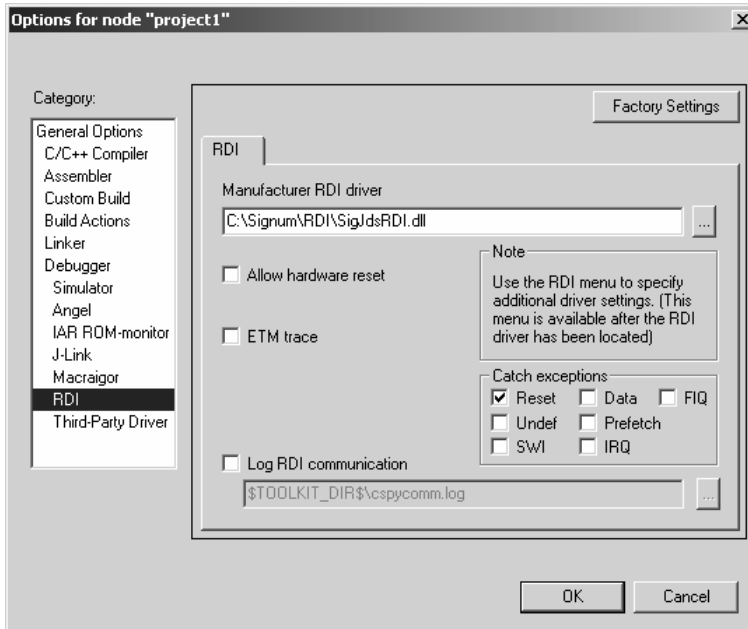 Options for node "project1"
Category:
General Options
C/C++ Compiler
Assembler
Custom Build
Build Actions
Linker
Debugger
Simulator
Angel
IAR ROM-monitor
J-Link
Macraigor
RDI
Third-Party Driver
Factory Settings
RDI
Manufacturer RDI driver
C:\Signum\RDI\SigJdsRDI.dll
...
Allow hardware reset
ETM trace
Note
Use the RDI menu to specify
additional driver settings. (This
menu is available after the RDI
driver has been located)
Catch exceptions
Reset Data FIQ
Undef Prefetch
SWI IRQ
Log RDI communication
$TOOLKIT_DIR$\cspycomm.log
...
OK Cancel